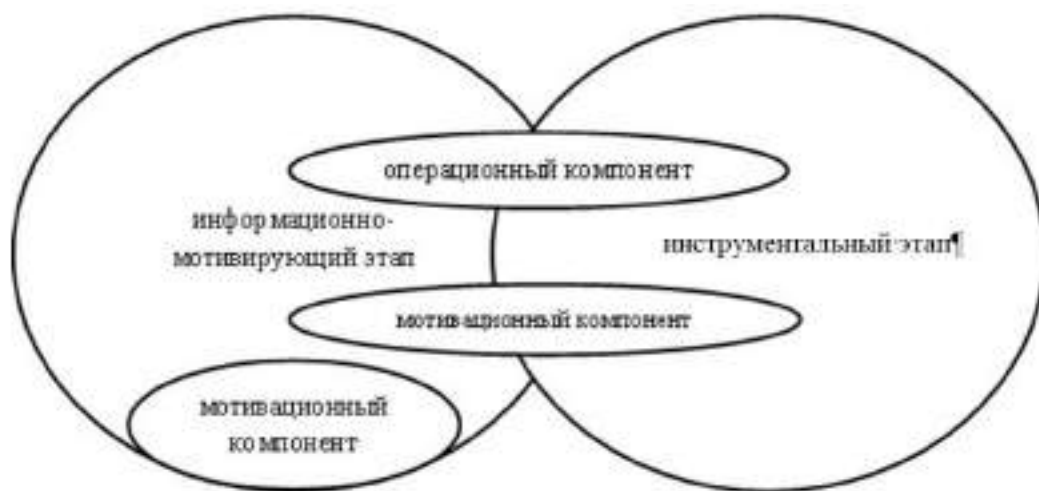 операционный компонент
информационно-
мотивирующий этап
инструментальный этап¶
мотивационный компонент
мотивационный
компонент